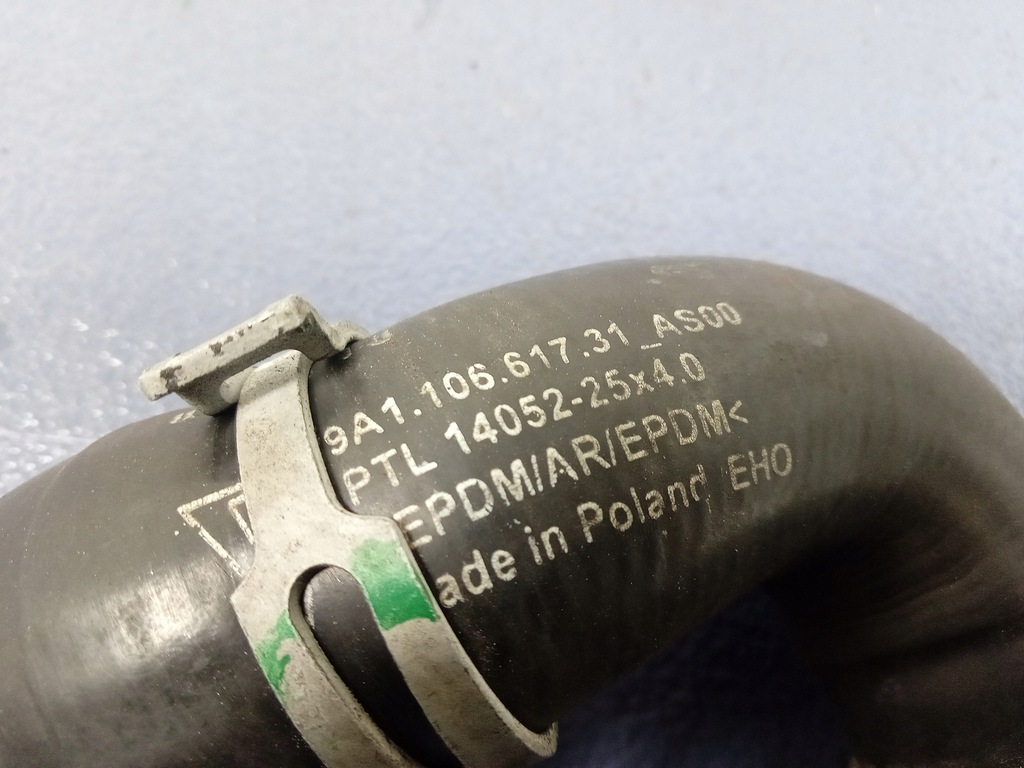 9A1.106.617.31_AS00
PTL 14052-25x4.0
EPDM/AR/EPDM<
ade in Poland EHO